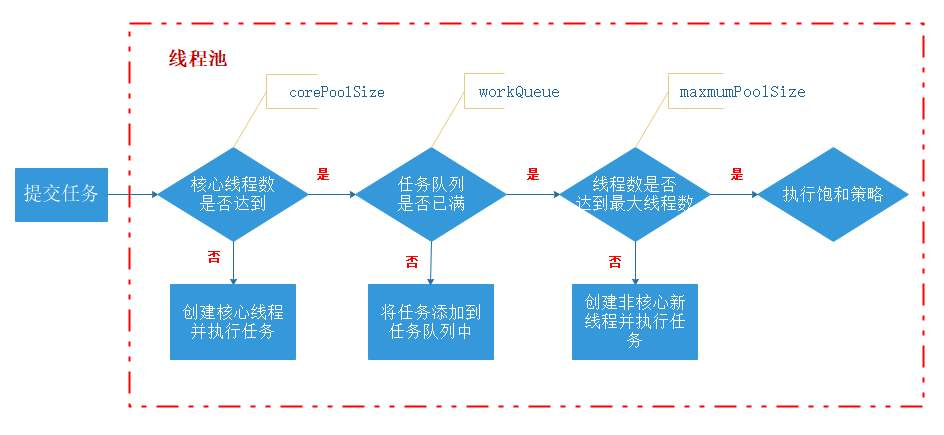 线程池
corePoolSize
workQueue
maxmumPoolSize
提交任务
核心线程数
是否达到
是
任务队列
是否已满
是
线程数是否
达到最大线程数
是
执行饱和策略
否
否
否
创建核心线程
并执行任务
将任务添加到
任务队列中
创建非核心新
线程并执行任
务